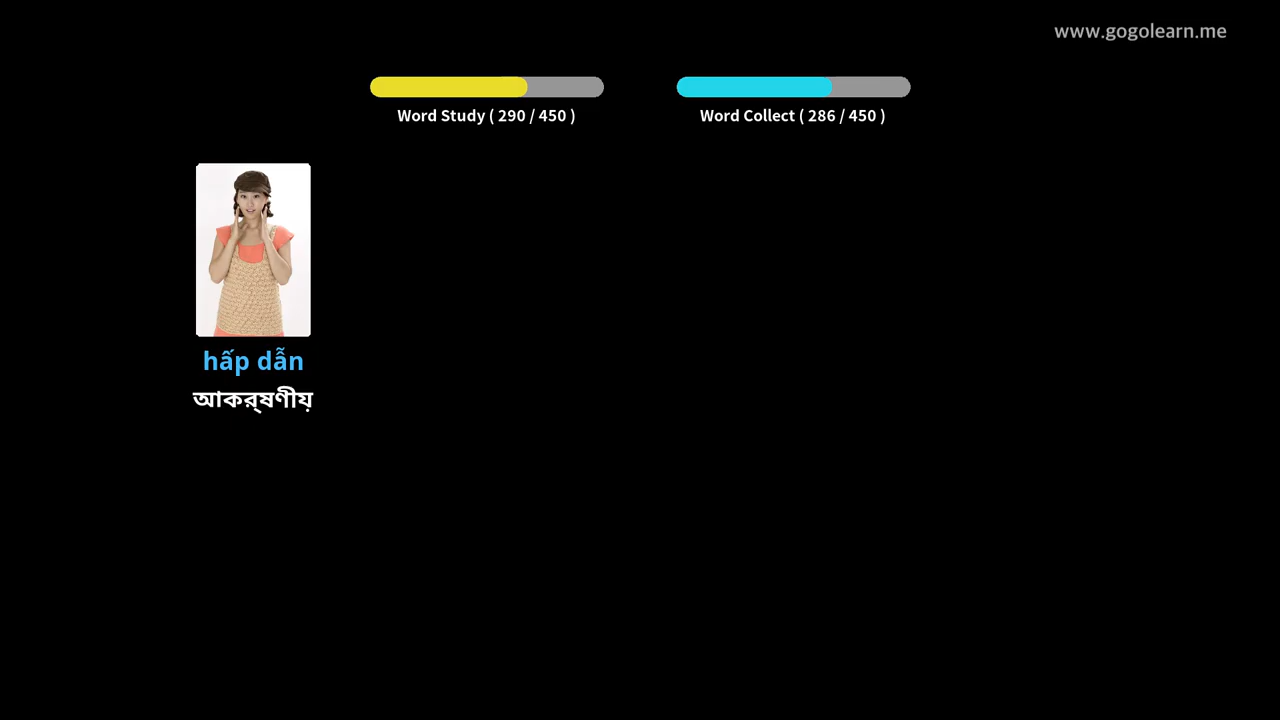 www.gogolearn.me
Word Study ( 290 / 450 )
Word Collect ( 286 / 450 )
hấp dẫn
আকর্ষণীয়